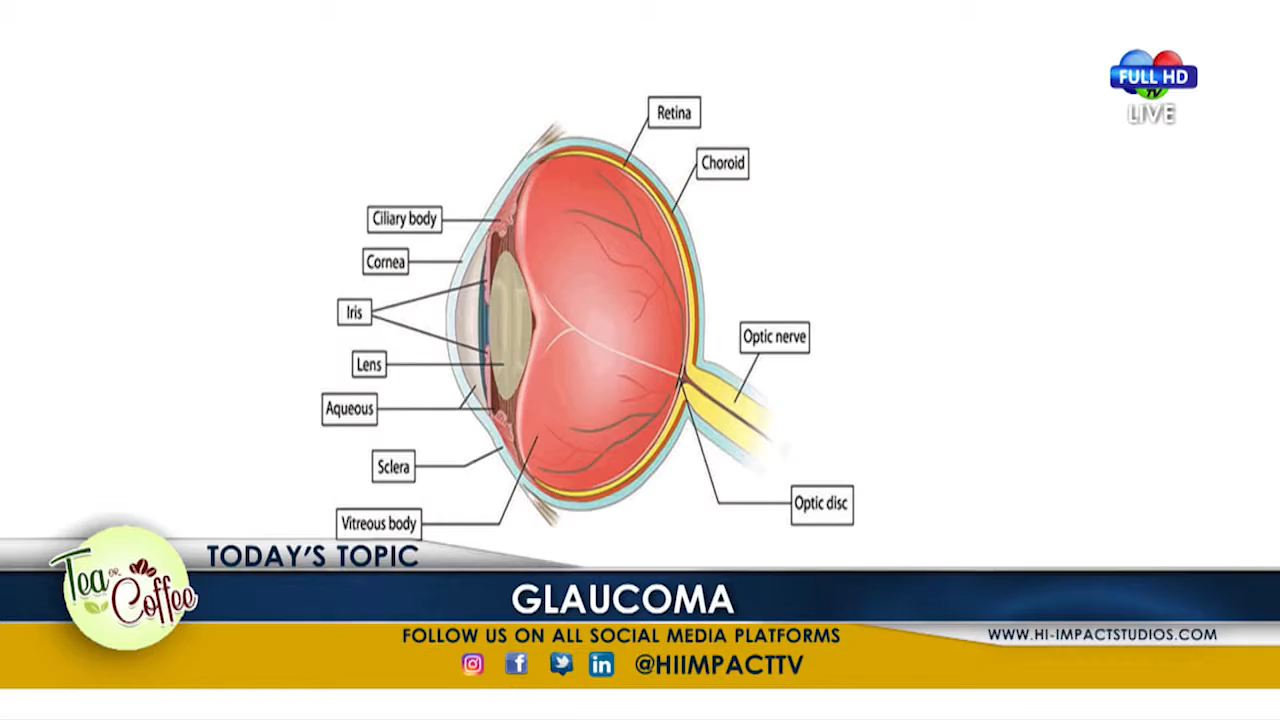 FULL HD
TV
LIVE
Retina
Choroid
Ciliary body
Cornea
Iris
Lens
Optic nerve
Aqueous
Sclera
Optic disc
Vitreous body
TODAY'S TOPIC
Tea OR Coffee
GLAUCOMA
FOLLOW US ON ALL SOCIAL MEDIA PLATFORMS
WWW.HI-IMPACTSTUDIOS.COM
@HIIMPACTTV